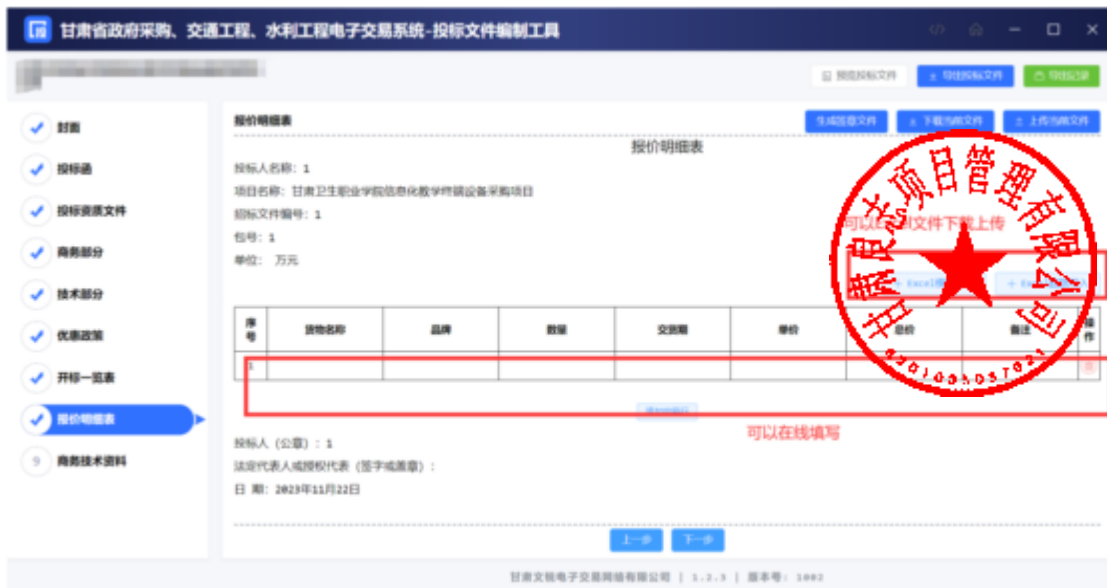 甘肃省政府采购、交通工程、水利工程电子交易系统-投标文件编制工具
预览投标文件
导出投标文件
导出记录
封面
投标函
投标资质文件
商务部分
技术部分
优惠政策
开标一览表
报价明细表
9 商务技术资料
报价明细表
生成签章文件
下载当前文件
上传当前文件
报价明细表
投标人名称: 1
项目名称: 甘肃卫生职业学院信息化教学终端设备采购项目
招标文件编号: 1
包号: 1
单位: 万元
可以Excel文件下载上传
序号 货物名称 品牌 数量 交货期 单价 总价 备注 操作
1
可以在线填写
投标人 (公章) : 1
法定代表人或授权代表 (签字或盖章) :
日 期: 2023年11月22日
上一步
下一步
甘肃文锐电子交易网络有限公司 | 1.2.3 | 版本号: 1002